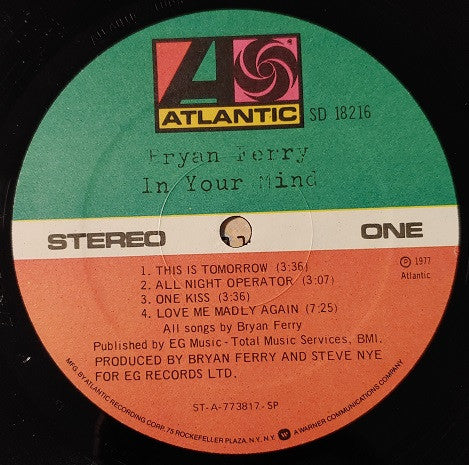 ATLANTIC
SD 18216
Bryan Ferry
In Your Mind
STEREO
ONE
1. THIS IS TOMORROW (3:36)
2. ALL NIGHT OPERATOR (3:07)
3. ONE KISS (3:36)
4. LOVE ME MADLY AGAIN (7:25)
All songs by Bryan Ferry
Published by EG Music - Total Music Services, BMI.
PRODUCED BY BRYAN FERRY AND STEVE NYE
FOR EG RECORDS LTD.
℗ 1977
Atlantic
ST-A-773817-SP
MFG. BY ATLANTIC RECORDING CORP. 75 ROCKEFELLER PLAZA, N.Y. N.Y. A WARNER COMMUNICATIONS COMPANY